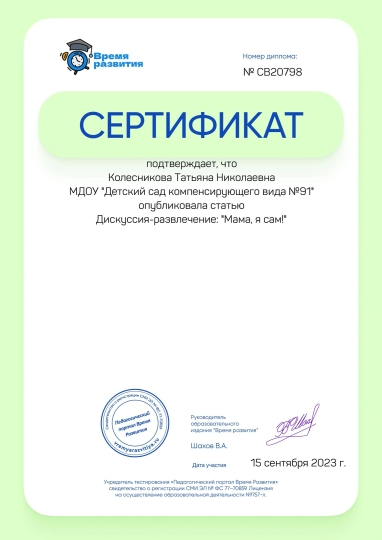 Время
развития
Номер диплома:
№ СВ20798
СЕРТИФИКАТ
подтверждает, что
Колесникова Татьяна Николаевна
МДОУ "Детский сад компенсирующего вида №91"
опубликовала статью
Дискуссия-развлечение: "Мама, я сам!"
Педагогический
портал Время
Развития
vremyarazvitiya.ru
Руководитель
образовательного
издания "Время развития"
Шахов В.А.
Дата участия
15 сентября 2023 г.
Учредитель тестирования «Педагогический портал Время Развития»
свидетельство о регистрации СМИ ЭЛ № ФС 77-70859. Лицензия
на осуществление образовательной деятельности №757-л.